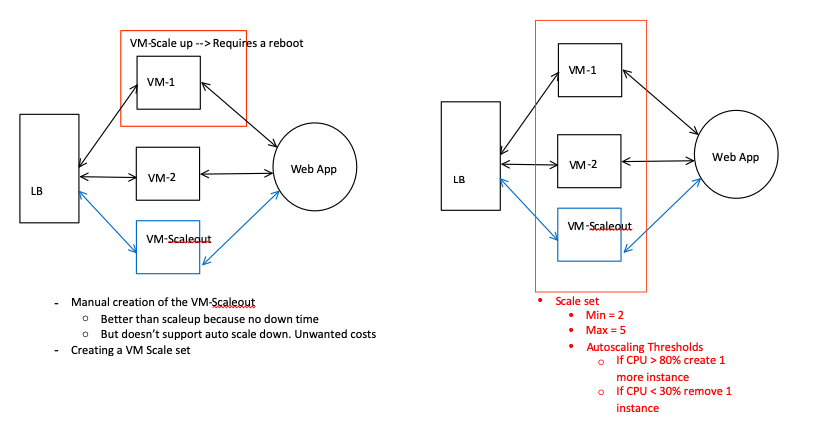 VM-Scale up --> Requires a reboot
VM-1
LB
VM-2
Web App
VM-Scaleout
- Manual creation of the VM-Scaleout
o Better than scaleup because no down time
o But doesn't support auto scale down. Unwanted costs
- Creating a VM Scale set
VM-1
LB
VM-2
Web App
VM-Scaleout
• Scale set
• Min = 2
• Max = 5
• Autoscaling Thresholds
o If CPU > 80% create 1
more instance
o If CPU < 30% remove 1
instance